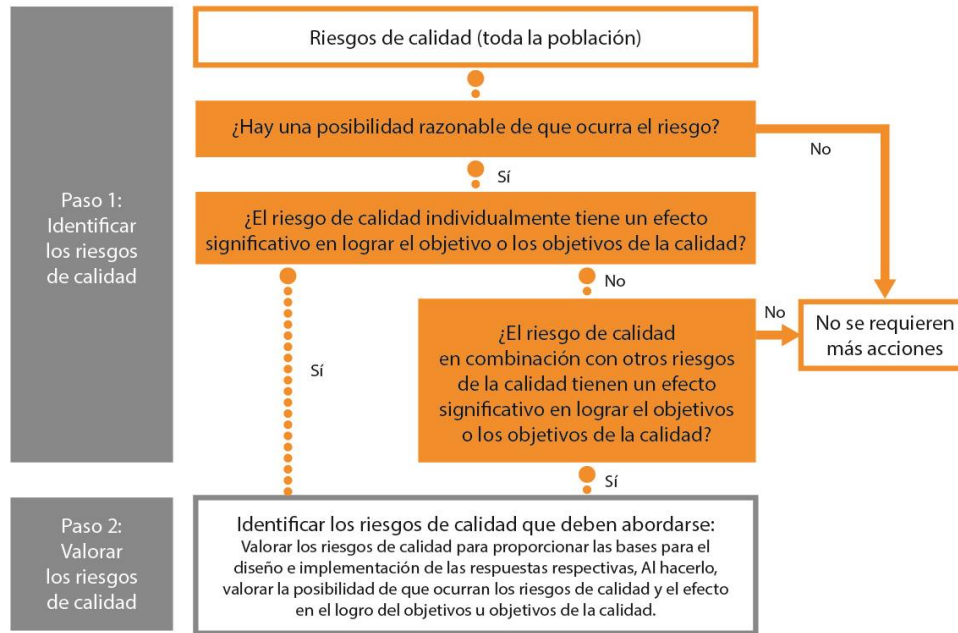 Riesgos de calidad (toda la población)
¿Hay una posibilidad razonable de que ocurra el riesgo?
No
Sí
Paso 1:
Identificar
los riesgos
de calidad
¿El riesgo de calidad individualmente tiene un efecto
significativo en lograr el objetivo o los objetivos de la calidad?
No
Sí
¿El riesgo de calidad
en combinación con otros riesgos
de la calidad tienen un efecto
significativo en lograr el objetivos
o los objetivos de la calidad?
No
No se requieren
más acciones
Sí
Paso 2:
Valorar
los riesgos
de calidad
Identificar los riesgos de calidad que deben abordarse:
Valorar los riesgos de calidad para proporcionar las bases para el
diseño e implementación de las respuestas respectivas, Al hacerlo,
valorar la posibilidad de que ocurran los riesgos de calidad y el efecto
en el logro del objetivos u objetivos de la calidad.